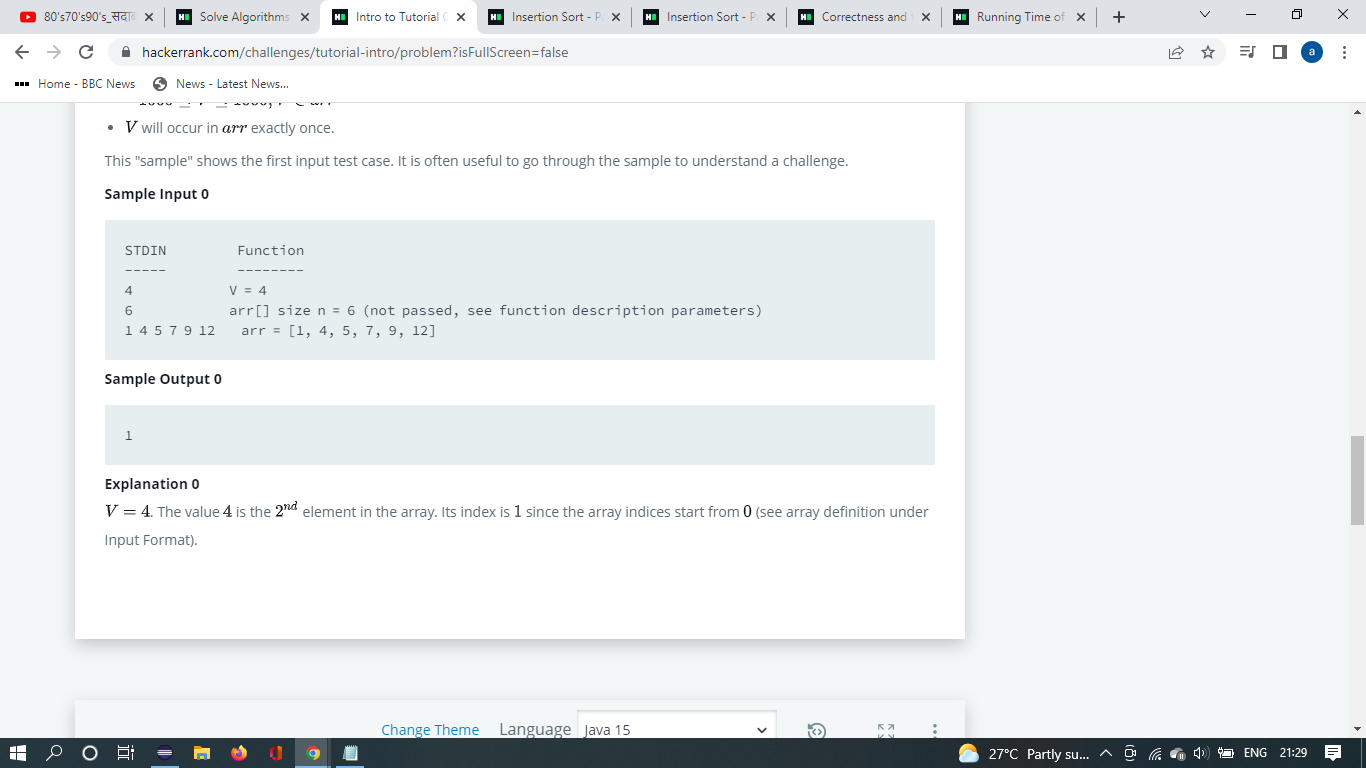 80's70's90's_सदाब
Solve Algorithms
Intro to Tutorial C
Insertion Sort - P
Insertion Sort - P
Correctness and
Running Time of
hackerrank.com/challenges/tutorial-intro/problem?isFullScreen=false
a
Home - BBC News
News - Latest News...
V will occur in arr exactly once.
This "sample" shows the first input test case. It is often useful to go through the sample to understand a challenge.
Sample Input 0
STDIN Function
----- --------
4 V = 4
6 arr[] size n = 6 (not passed, see function description parameters)
1 4 5 7 9 12 arr = [1, 4, 5, 7, 9, 12]
Sample Output 0
1
Explanation 0
V = 4. The value 4 is the 2nd element in the array. Its index is 1 since the array indices start from 0 (see array definition under
Input Format).
Change Theme Language Java 15
27°C Partly su... ENG 21:29